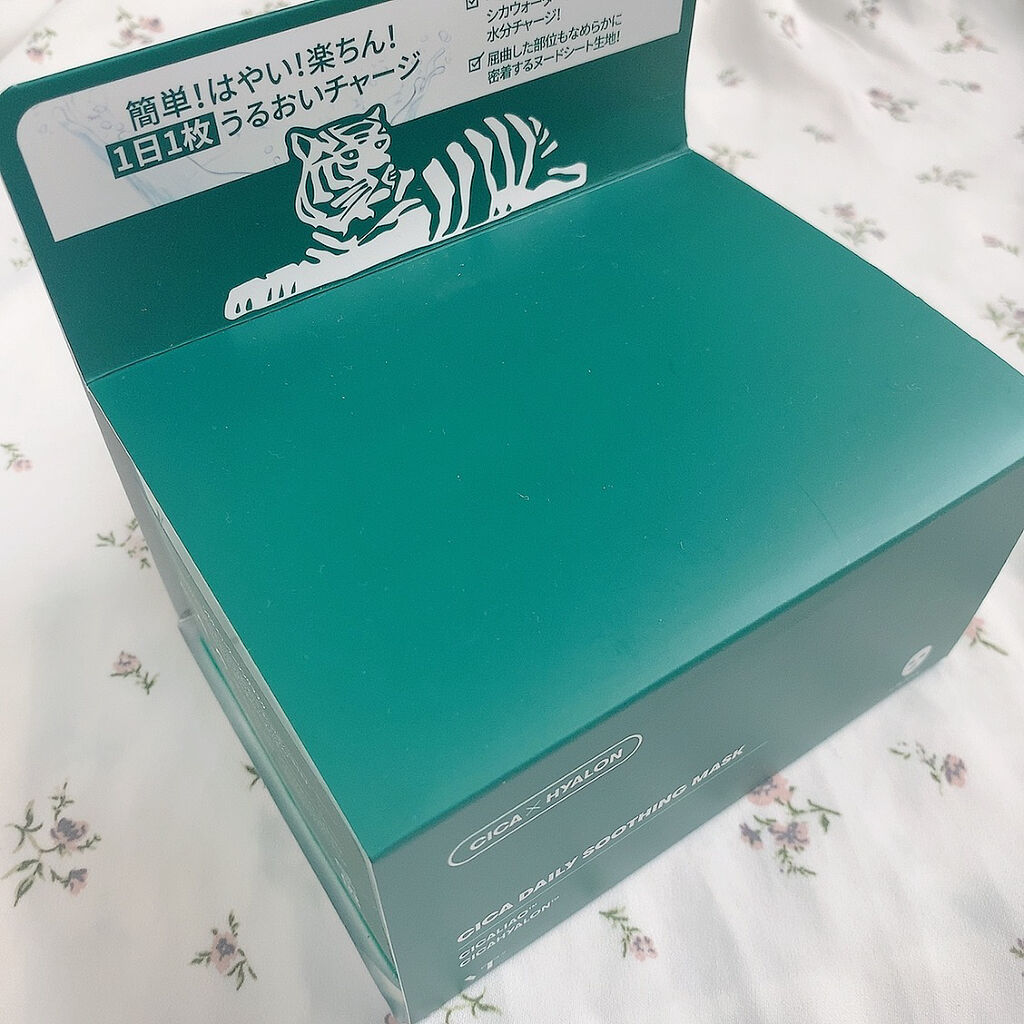 簡単!はやい!楽ちん!
1日1枚 うるおいチャージ
シカウォーター
水分チャージ!
屈曲した部位もなめらかに
密着するヌードシート生地!
CICA × HYALON
CICA DAILY SOOTHING MASK
CICALIAO™
CICAHYALON™